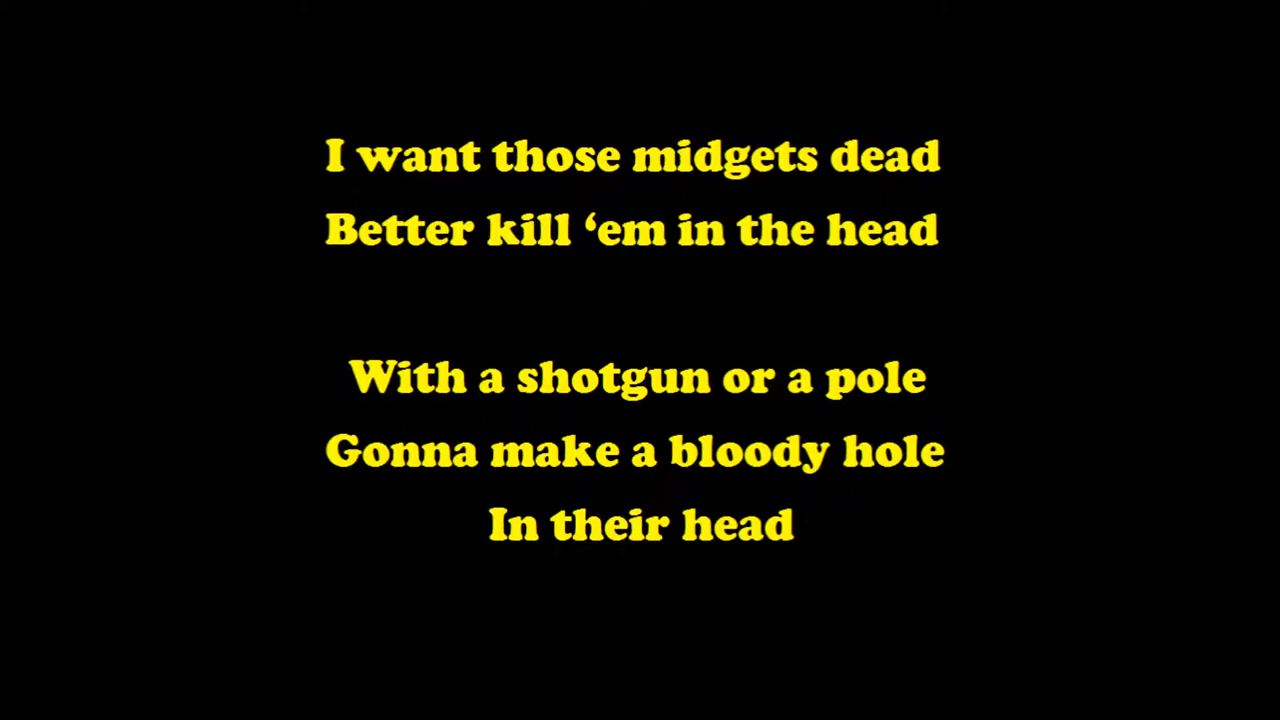 I want those midgets dead
Better kill ‘em in the head
With a shotgun or a pole
Gonna make a bloody hole
In their head